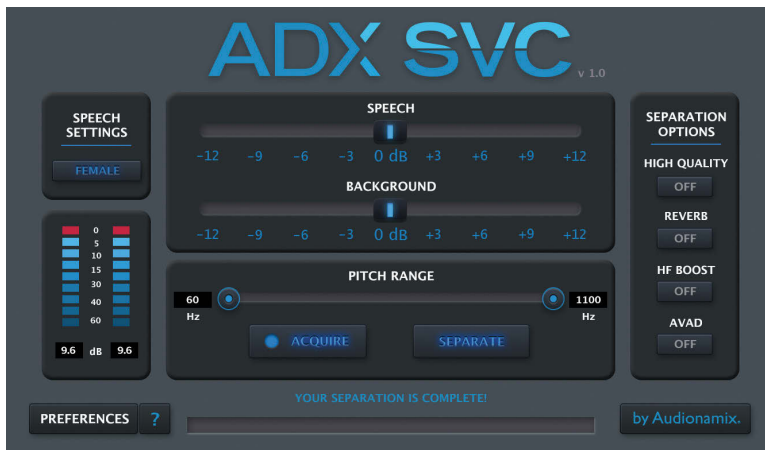 ADX SVC
v 1.0
SPEECH
SETTINGS
FEMALE
0
5
10
15
30
40
60
9.6 dB 9.6
SPEECH
-12 -9 -6 -3 0 dB +3 +6 +9 +12
BACKGROUND
-12 -9 -6 -3 0 dB +3 +6 +9 +12
PITCH RANGE
60 1100
Hz Hz
ACQUIRE SEPARATE
SEPARATION
OPTIONS
HIGH QUALITY
OFF
REVERB
OFF
HF BOOST
OFF
AVAD
OFF
YOUR SEPARATION IS COMPLETE!
PREFERENCES ?
by Audionamix.